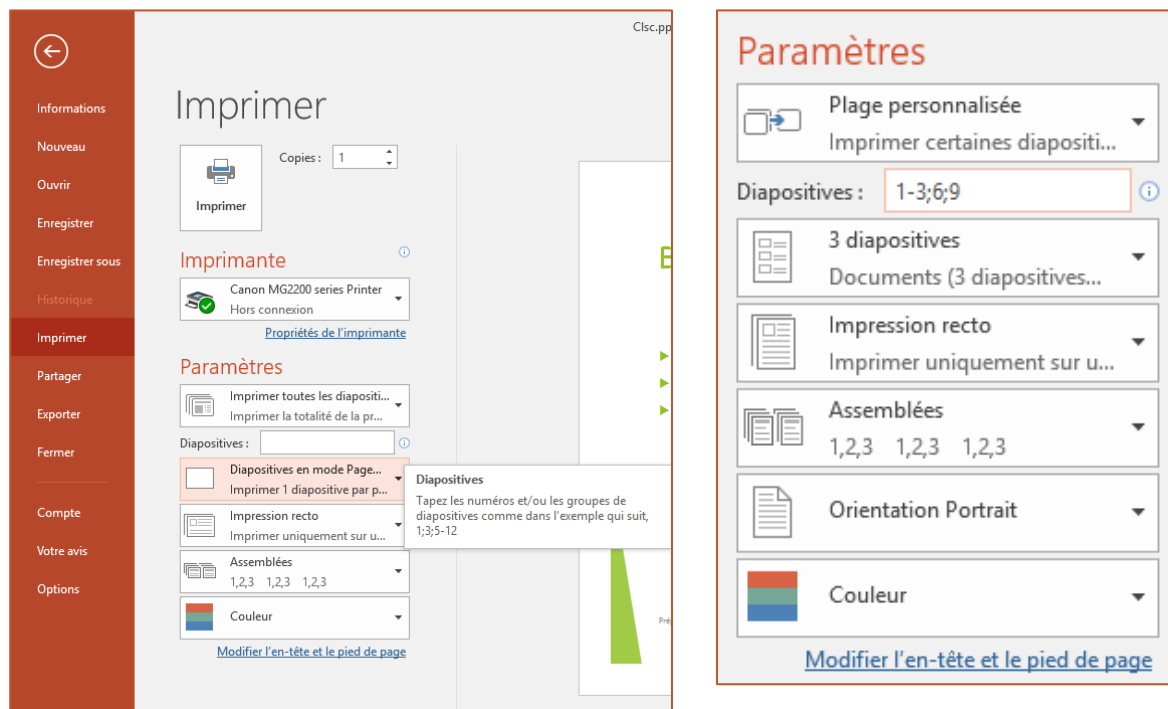 Clsc.pp
Informations
Nouveau
Ouvrir
Enregistrer
Enregistrer sous
Historique
Imprimer
Partager
Exporter
Fermer
Compte
Votre avis
Options
Imprimer
Copies : 1
Imprimer
Imprimante
Canon MG2200 series Printer
Hors connexion
Propriétés de l'imprimante
Paramètres
Imprimer toutes les diapositi...
Imprimer la totalité de la pr...
Diapositives :
Diapositives en mode Page...
Imprimer 1 diapositive par p...
Impression recto
Imprimer uniquement sur u...
Assemblées
1,2,3 1,2,3 1,2,3
Couleur
Modifier l'en-tête et le pied de page
Diapositives
Tapez les numéros et/ou les groupes de
diapositives comme dans l'exemple qui suit,
1;3;5-12
Paramètres
Plage personnalisée
Imprimer certaines diapositi...
Diapositives : 1-3;6;9
3 diapositives
Documents (3 diapositives...
Impression recto
Imprimer uniquement sur u...
Assemblées
1,2,3 1,2,3 1,2,3
Orientation Portrait
Couleur
Modifier l'en-tête et le pied de page